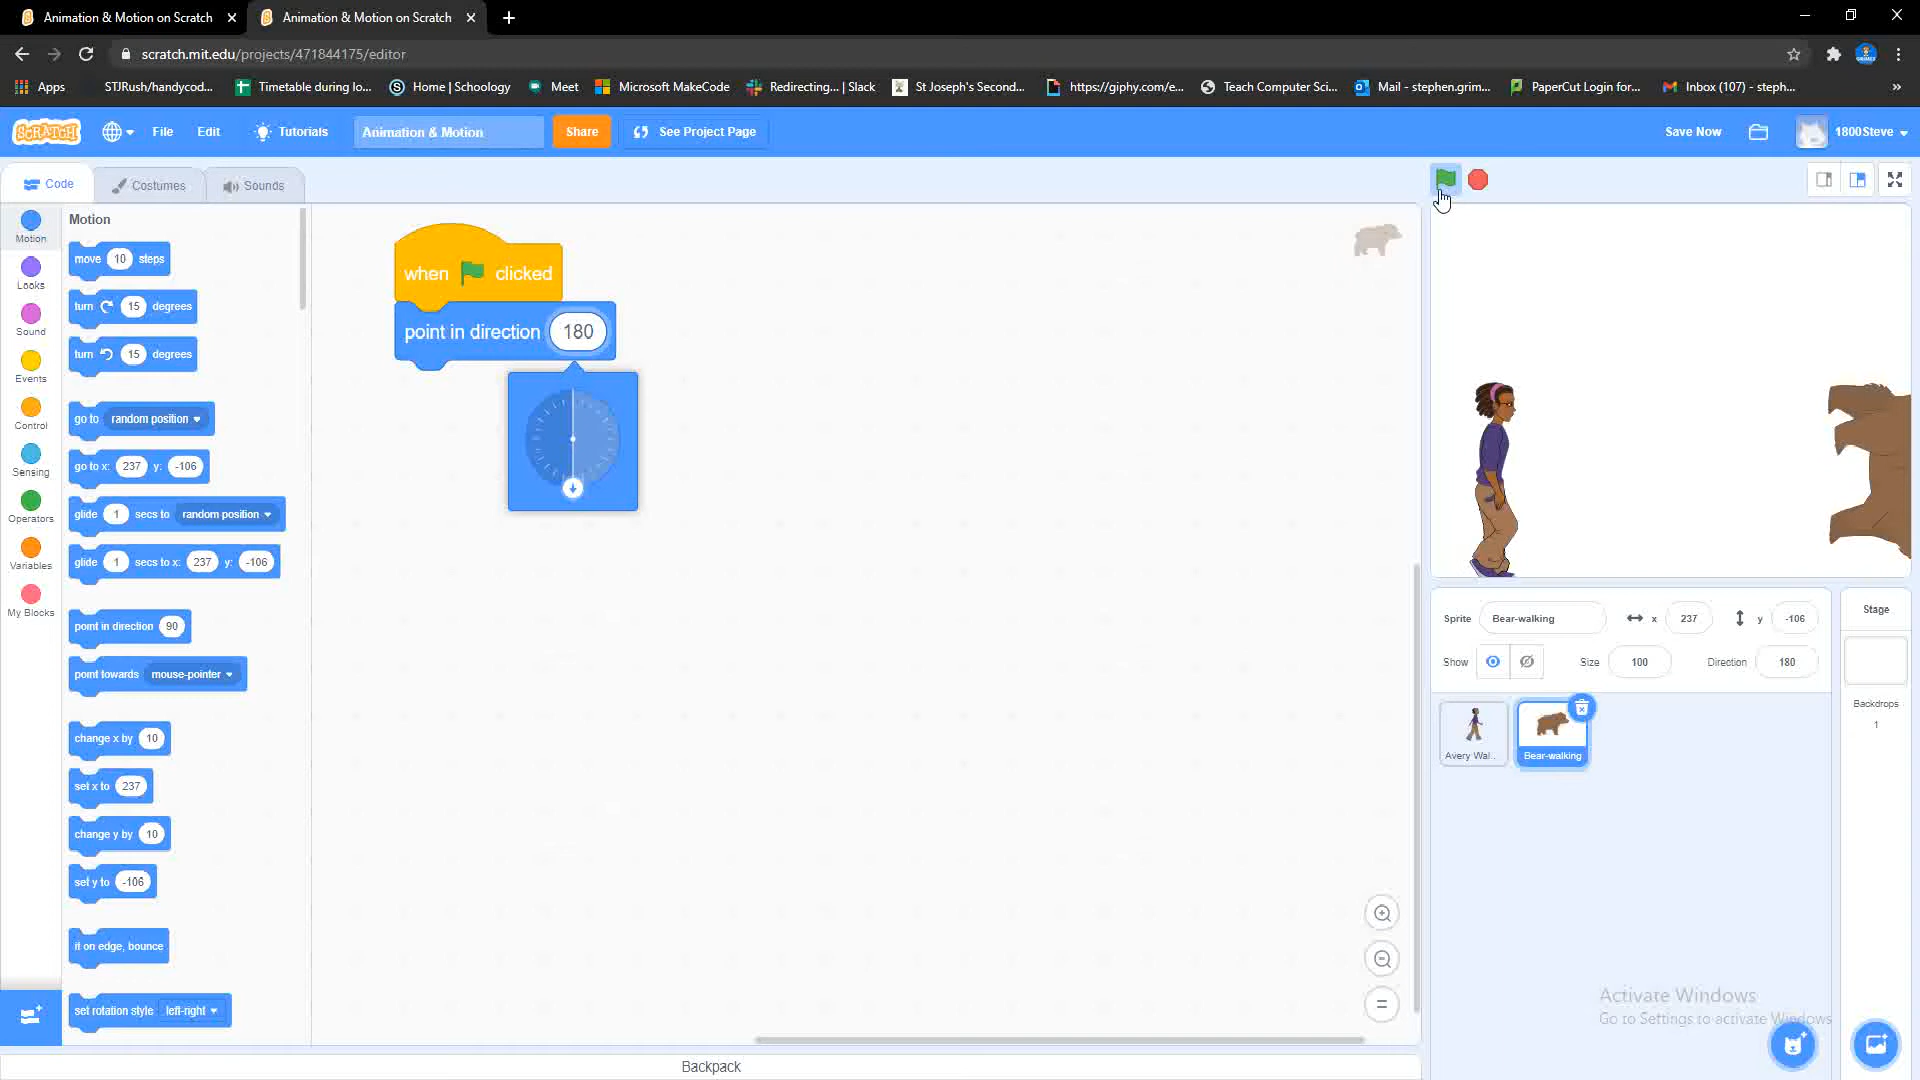 Animation & Motion on Scratch
Animation & Motion on Scratch
scratch.mit.edu/projects/471844175/editor
Apps
STJRush/handycod...
Timetable during lo...
Home | Schoology
Meet
Microsoft MakeCode
Redirecting... | Slack
St Joseph's Second...
https://giphy.com/e...
Teach Computer Sci...
Mail - stephen.grim...
PaperCut Login for...
Inbox (107) - steph...
»
SCRATCH
File
Edit
Tutorials
Animation & Motion
Share
See Project Page
Save Now
1800Steve
Code
Costumes
Sounds
Motion
Looks
Sound
Events
Control
Sensing
Operators
Variables
My Blocks
Motion
move 10 steps
turn 15 degrees
turn 15 degrees
go to random position
go to x: 237 y: -106
glide 1 secs to random position
glide 1 secs to x: 237 y: -106
point in direction 90
point towards mouse-pointer
change x by 10
set x to 237
change y by 10
set y to -106
if on edge, bounce
set rotation style left-right
when clicked
point in direction 180
Sprite Bear-walking x 237 y -106
Show Size 100 Direction 180
Avery Wal...
Bear-walking
Stage
Backdrops
1
Activate Windows
Go to Settings to activate Windows
Backpack